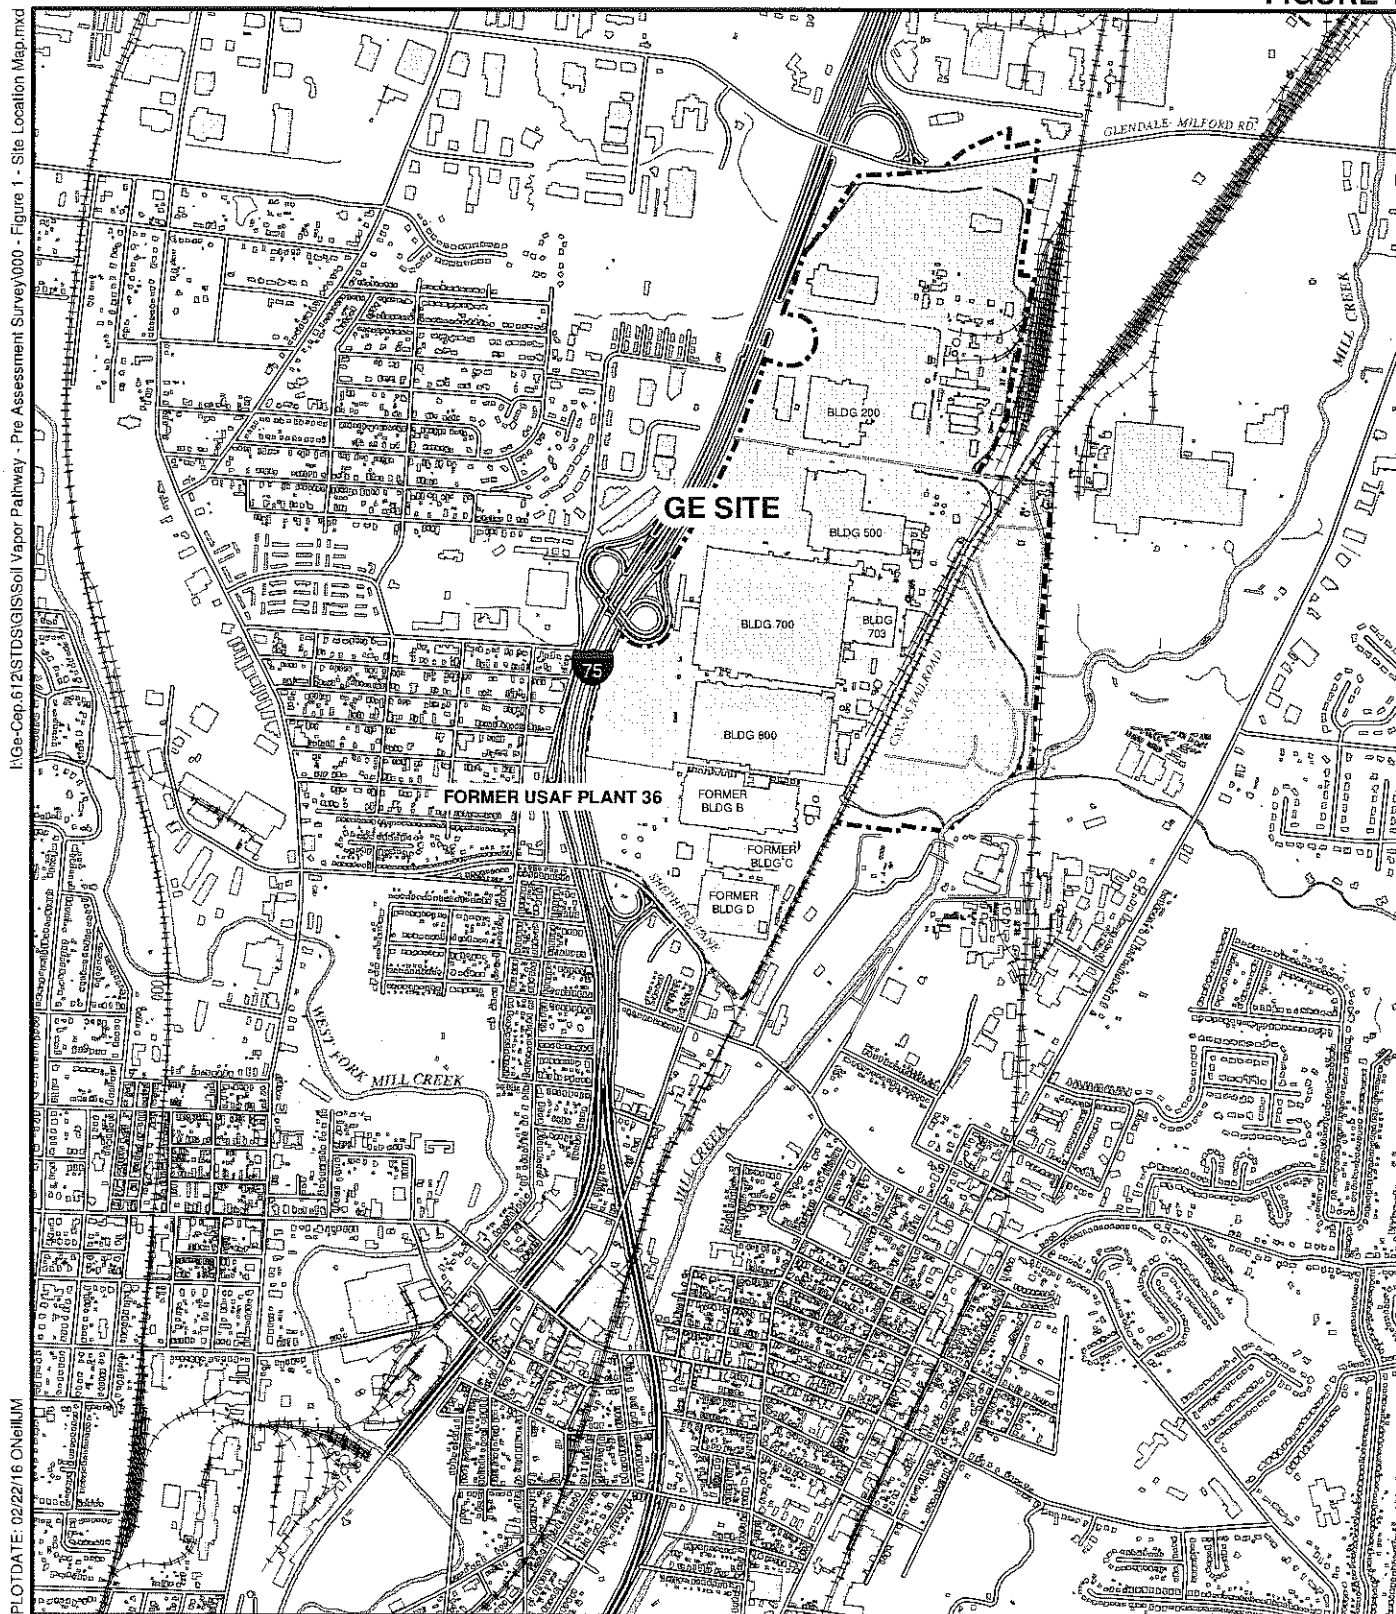 FIGURE
I:\Ge-Cep.612\STDS\GIS\Soil Vapor Pathway - Pre Assessment Survey\000 - Figure 1 - Site Location Map.mxd
GLENDALE- MILFORD RD.
MILL CREEK
BLDG 200
GE SITE
BLDG 500
BLDG 700
BLDG
703
75
RAILROAD
BLDG 800
FORMER USAF PLANT 36
FORMER
BLDG B
FORMER
BLDG C
SHEPHERD LANE
FORMER
BLDG D
WEST FORK MILL CREEK
MILL CREEK
PLOTDATE: 02/22/16 ONeillJM